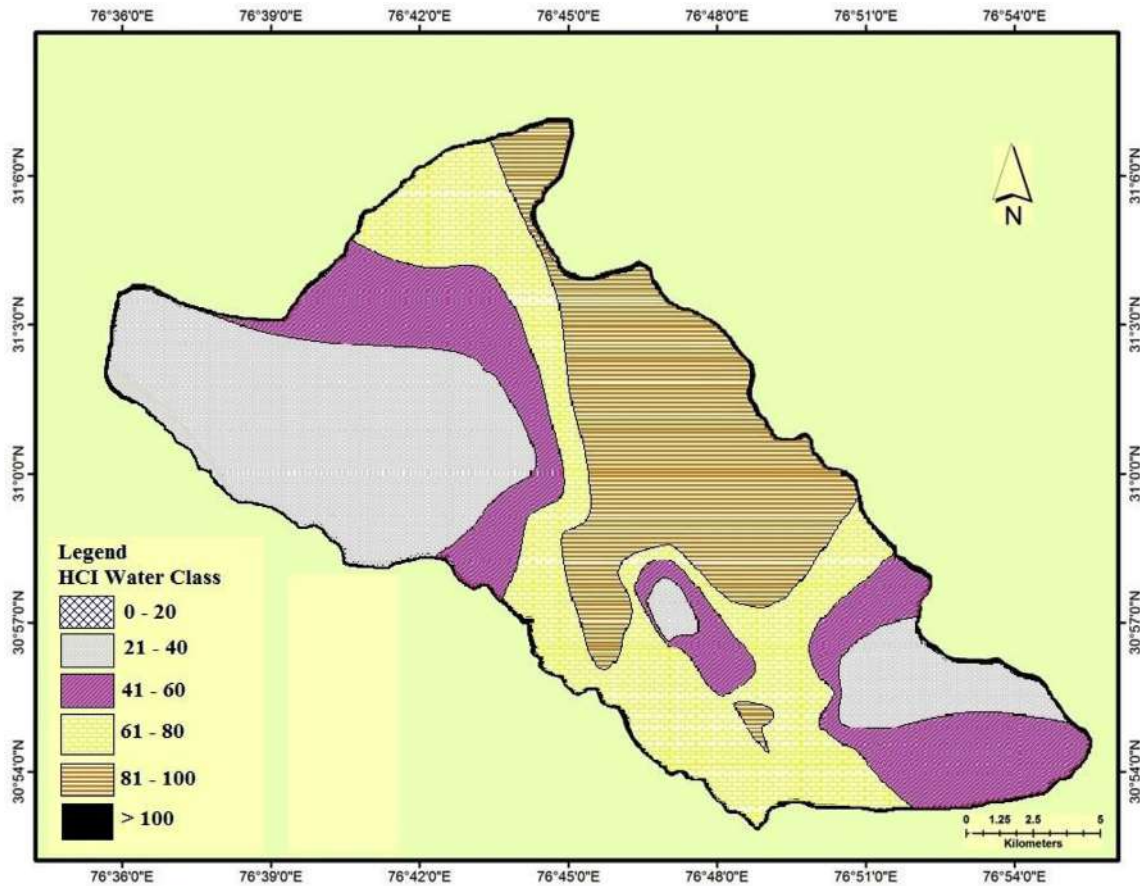 76°36'0"E 76°39'0"E 76°42'0"E 76°45'0"E 76°48'0"E 76°51'0"E 76°54'0"E
31°6'0"N 31°6'0"N
N
31°3'0"N 31°3'0"N
31°0'0"N 31°0'0"N
Legend
HCI Water Class
0 - 20
30°57'0"N 30°57'0"N
21 - 40
41 - 60
61 - 80
30°54'0"N 30°54'0"N
81 - 100
> 100
0 1.25 2.5 5
Kilometers
76°36'0"E 76°39'0"E 76°42'0"E 76°45'0"E 76°48'0"E 76°51'0"E 76°54'0"E